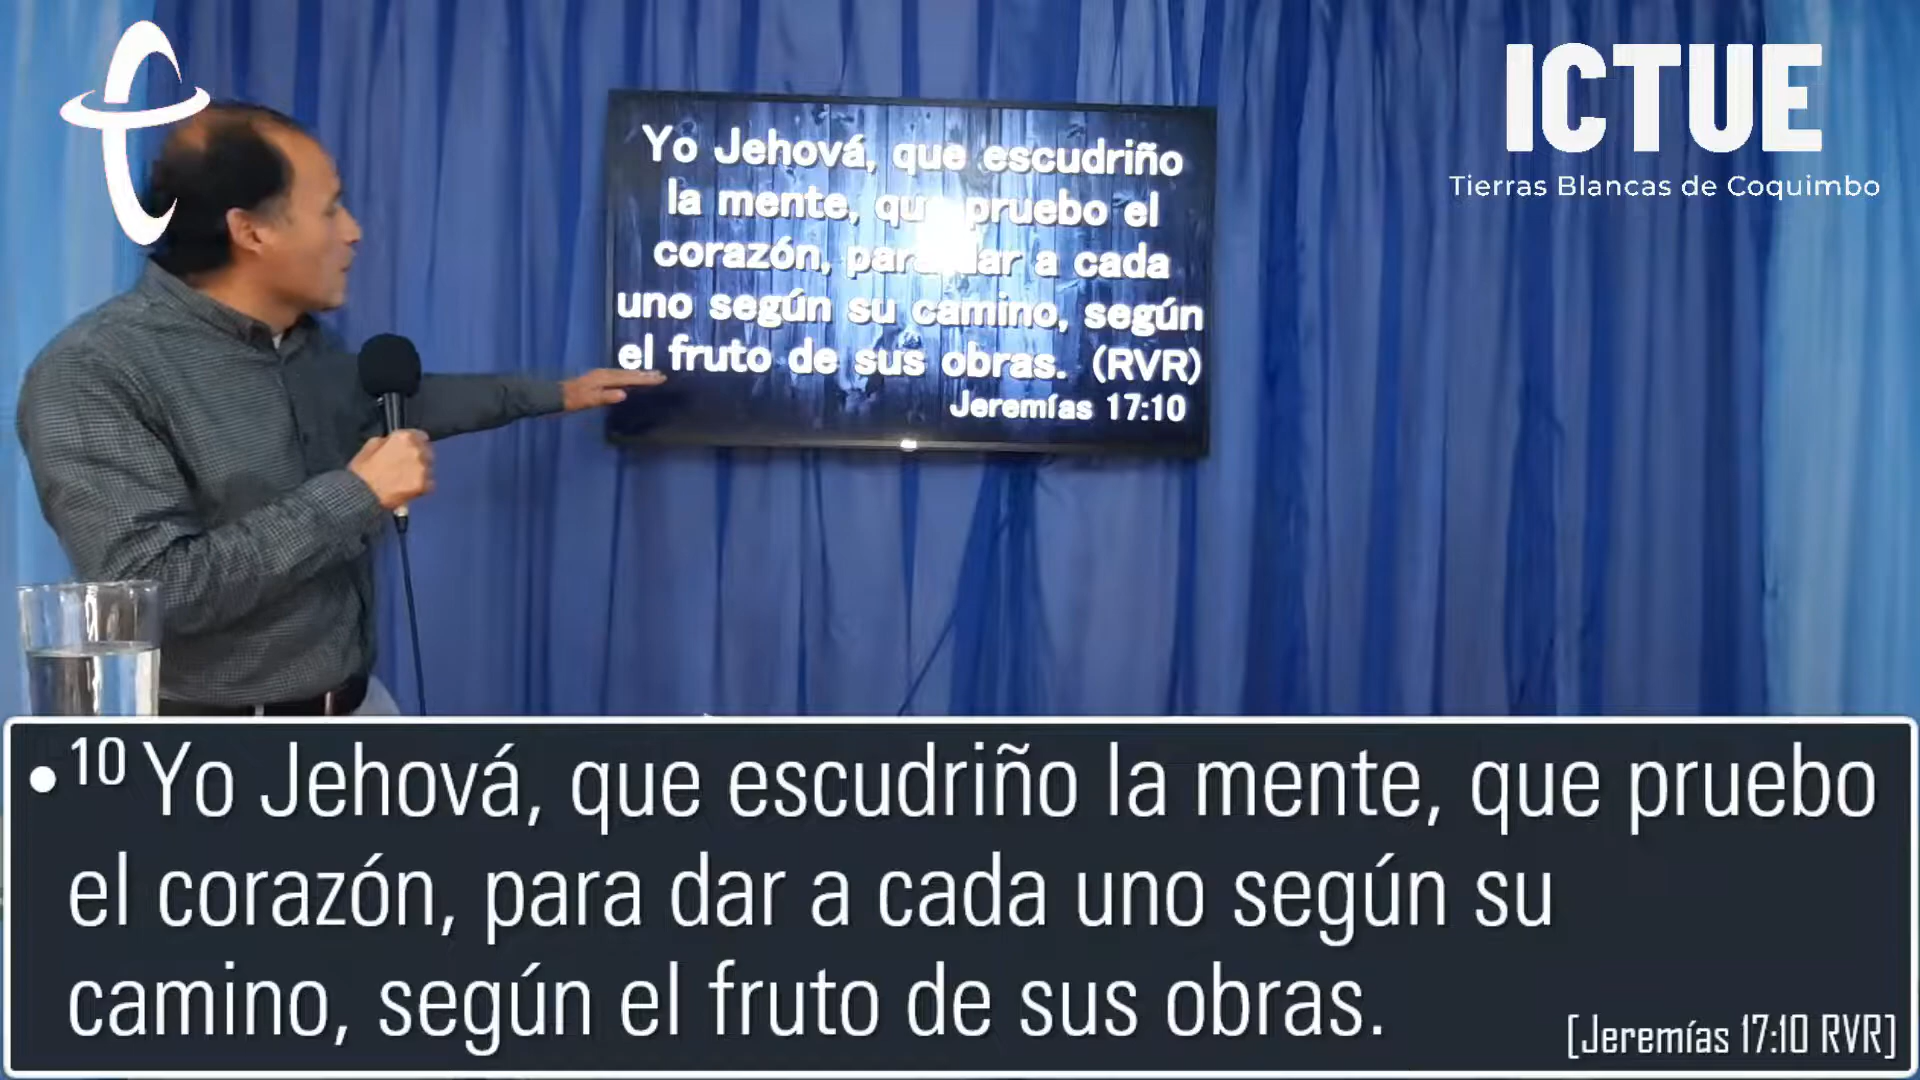 ICTUE
Tierras Blancas de Coquimbo
Yo Jehová, que escudriño
la mente, que pruebo el
corazón, para dar a cada
uno según su camino, según
el fruto de sus obras. (RVR)
Jeremías 17:10
• 10 Yo Jehová, que escudriño la mente, que pruebo
el corazón, para dar a cada uno según su
camino, según el fruto de sus obras.
[Jeremías 17:10 RVR]